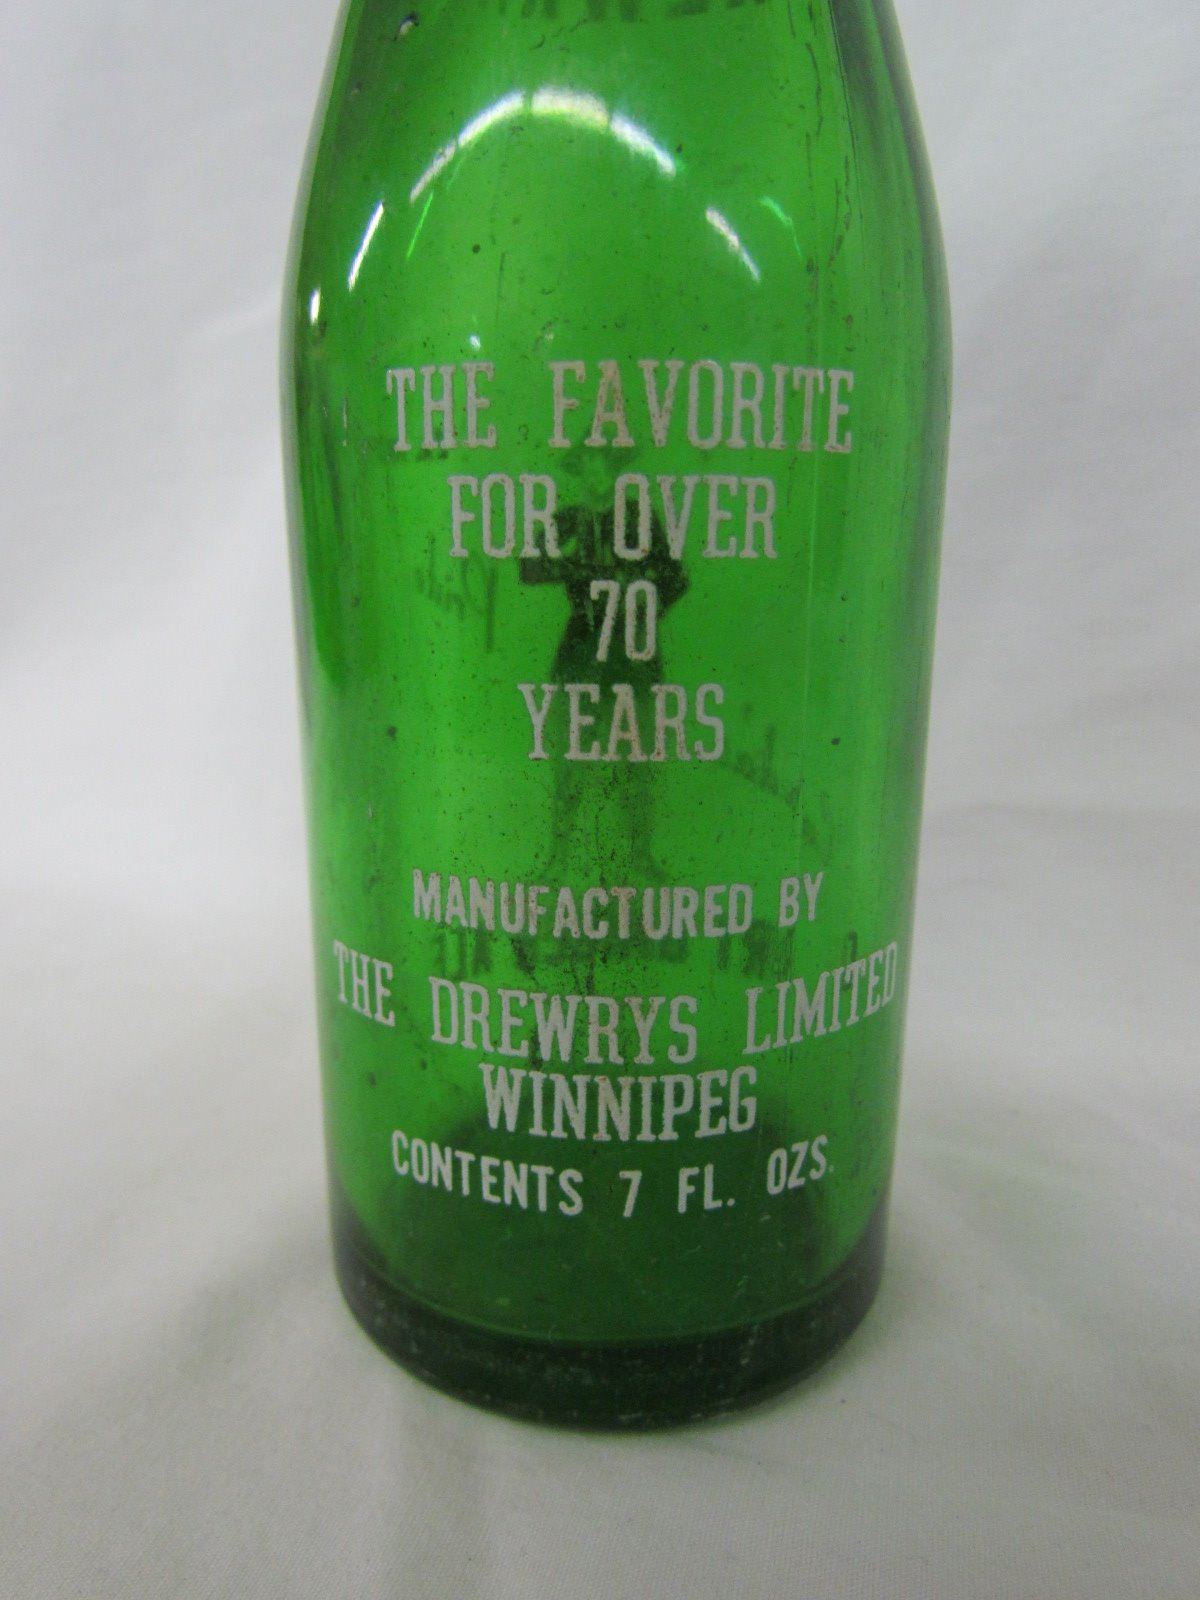 THE FAVORITE
FOR OVER
70
YEARS
MANUFACTURED BY
THE DREWRYS LIMITED
WINNIPEG
CONTENTS 7 FL. OZS.